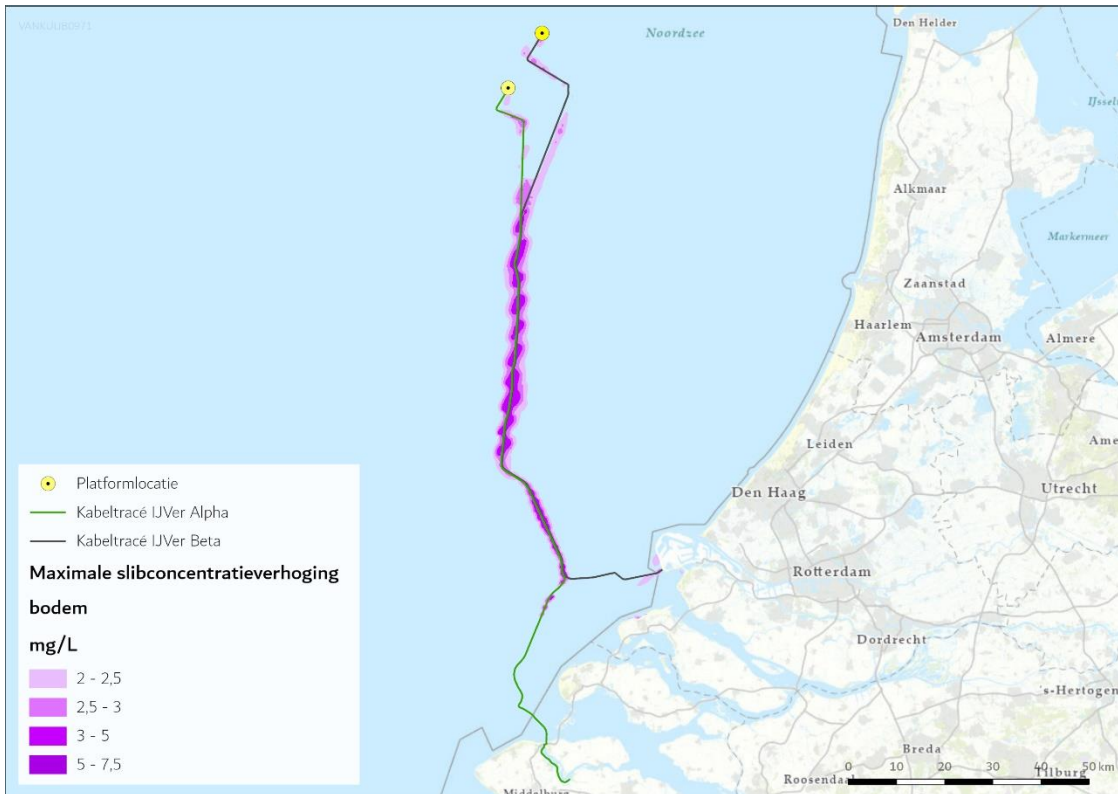 VANKULIB0971
Noordzee
Den Helder
IJssel
Alkmaar
Markermeer
Zaanstad
Haarlem
Amsterdam
Almere
Leiden
Ame
Den Haag
Utrecht
Rotterdam
Dordrecht
's-Hertogen
Breda
Roosendaal
Tilburg
Middelburg
0 10 20 30 40 50 km
Platformlocatie
Kabeltracé IJVer Alpha
Kabeltracé IJVer Beta
Maximale slibconcentratieverhoging
bodem
mg/L
2 - 2,5
2,5 - 3
3 - 5
5 - 7,5